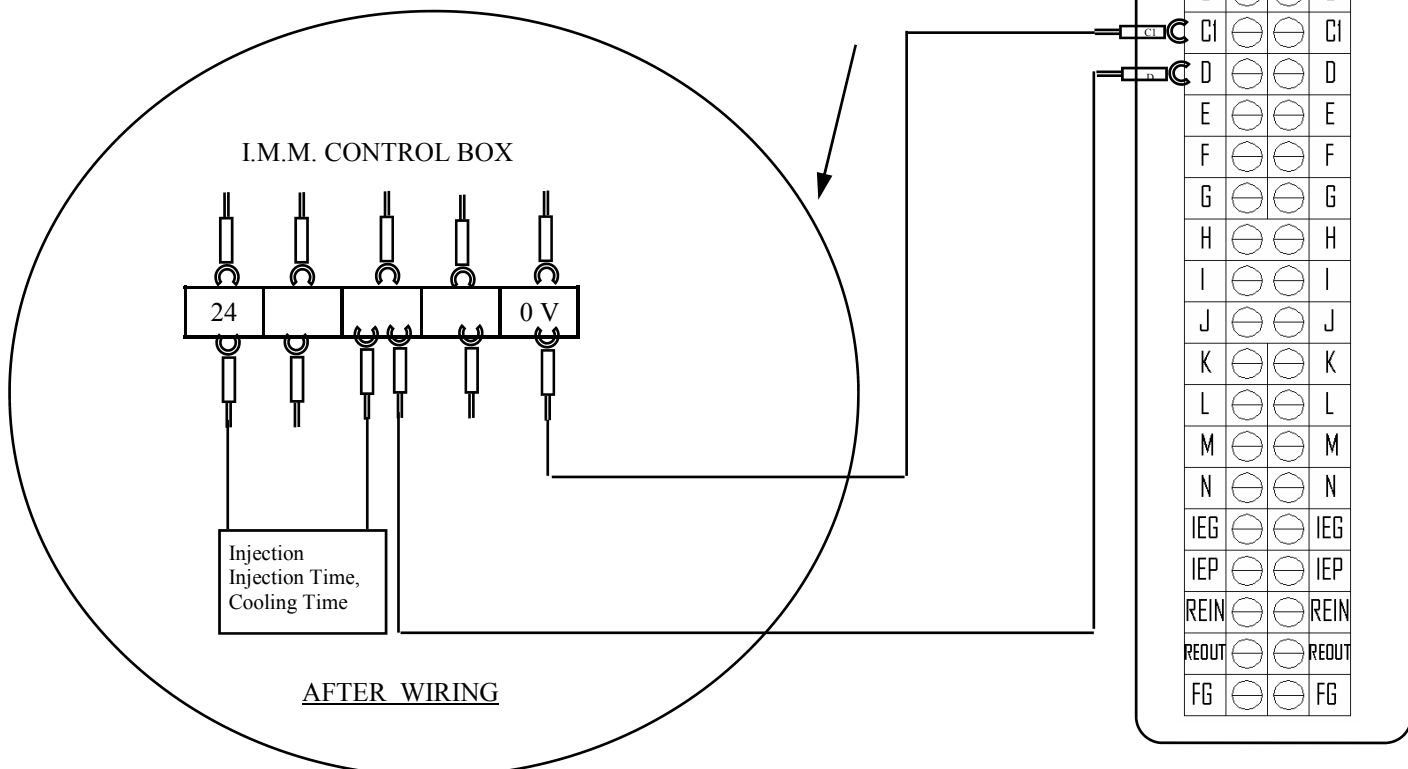 C1 C1 C1
D D D
E E
F F
I.M.M. CONTROL BOX
G G
H H
I I
24 0 V
J J
K K
L L
M M
N N
IEG IEG
Injection
Injection Time,
Cooling Time
IEP IEP
REIN REIN
REOUT REOUT
AFTER WIRING
FG FG